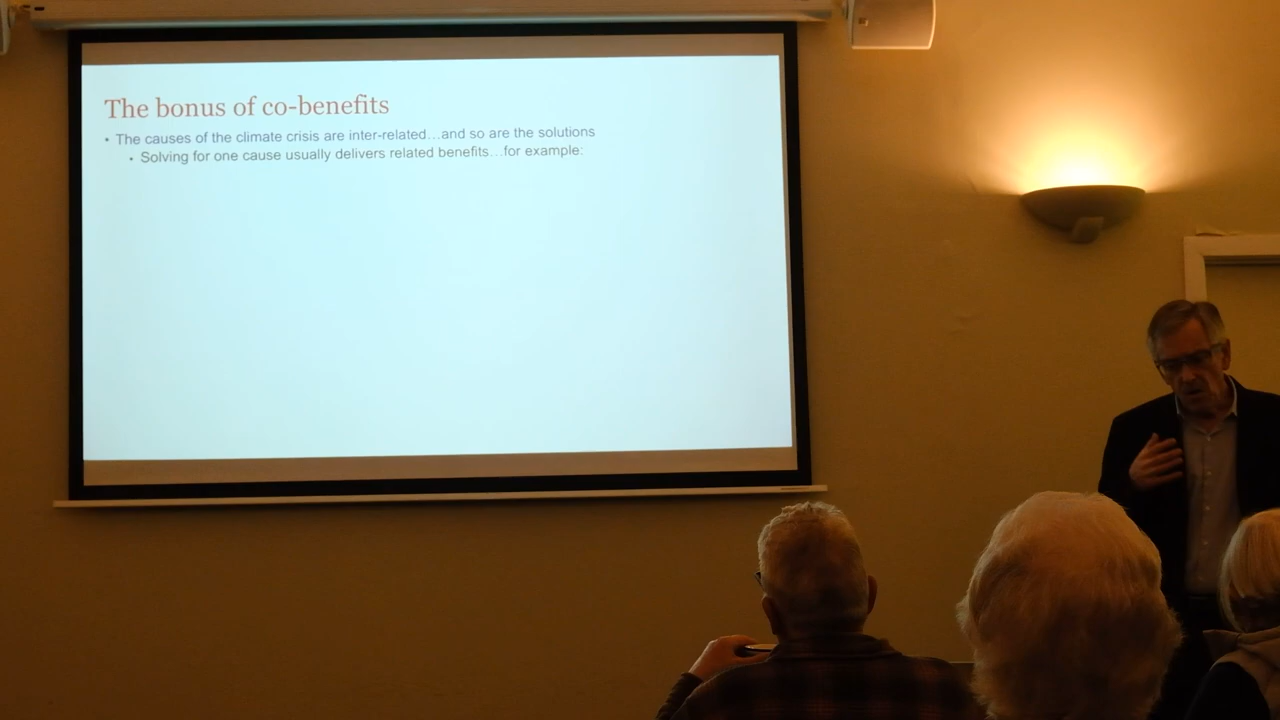 The bonus of co-benefits
• The causes of the climate crisis are inter-related…and so are the solutions
• Solving for one cause usually delivers related benefits…for example: